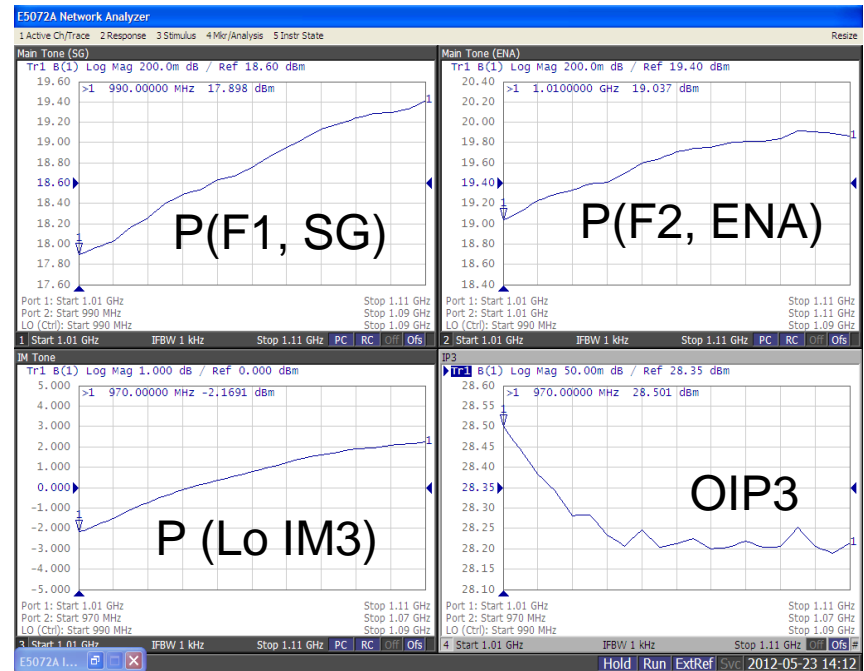 E5072A Network Analyzer
1 Active Ch/Trace 2 Response 3 Stimulus 4 Mkr/Analysis 5 Instr State Resize
Main Tone (SG)
Tr1 B(1) Log Mag 200.0m dB / Ref 18.60 dBm
>1 990.00000 MHz 17.898 dBm
19.60
19.40
19.20
19.00
18.80
18.60
18.40
18.20
18.00
17.80
17.60
1
1
P(F1, SG)
Port 1: Start 1.01 GHz Stop 1.11 GHz
Port 2: Start 990 MHz Stop 1.09 GHz
LO (Ctrl): Start 990 MHz Stop 1.09 GHz
1 Start 1.01 GHz IFBW 1 kHz Stop 1.11 GHz PC RC Off Ofs
Main Tone (ENA)
Tr1 B(1) Log Mag 200.0m dB / Ref 19.40 dBm
>1 1.0100000 GHz 19.037 dBm
20.40
20.20
20.00
19.80
19.60
19.40
19.20
19.00
18.80
18.60
18.40
1
1
P(F2, ENA)
Port 1: Start 1.01 GHz Stop 1.11 GHz
Port 2: Start 1.01 GHz Stop 1.11 GHz
LO (Ctrl): Start 990 MHz Stop 1.09 GHz
2 Start 1.01 GHz IFBW 1 kHz Stop 1.11 GHz PC RC Off Ofs
IM Tone
Tr1 B(1) Log Mag 1.000 dB / Ref 0.000 dBm
>1 970.00000 MHz -2.1691 dBm
5.000
4.000
3.000
2.000
1.000
0.000
-1.000
-2.000
-3.000
-4.000
-5.000
1
1
P (Lo IM3)
Port 1: Start 1.01 GHz Stop 1.11 GHz
Port 2: Start 970 MHz Stop 1.07 GHz
LO (Ctrl): Start 990 MHz Stop 1.09 GHz
3 Start 1.01 GHz IFBW 1 kHz Stop 1.11 GHz PC RC Off Ofs
IP3
Tr1 B(1) Log Mag 50.00m dB / Ref 28.35 dBm
>1 970.00000 MHz 28.501 dBm
28.60
28.55
28.50
28.45
28.40
28.35
28.30
28.25
28.20
28.15
28.10
1
1
OIP3
Port 1: Start 1.01 GHz Stop 1.11 GHz
Port 2: Start 970 MHz Stop 1.07 GHz
LO (Ctrl): Start 990 MHz Stop 1.09 GHz
4 Start 1.01 GHz IFBW 1 kHz Stop 1.11 GHz Off Ofs #
E5072A I...
Hold Run ExtRef Svc 2012-05-23 14:12